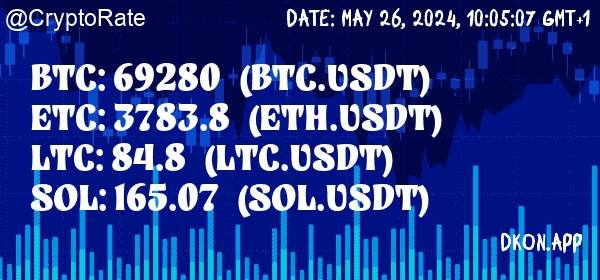 @CryptoRate
DATE: MAY 26, 2024, 10:05:07 GMT+1
BTC: 69280 (BTC.USDT)
ETC: 3783.8 (ETH.USDT)
LTC: 84.8 (LTC.USDT)
SOL: 165.07 (SOL.USDT)
DKON.APP